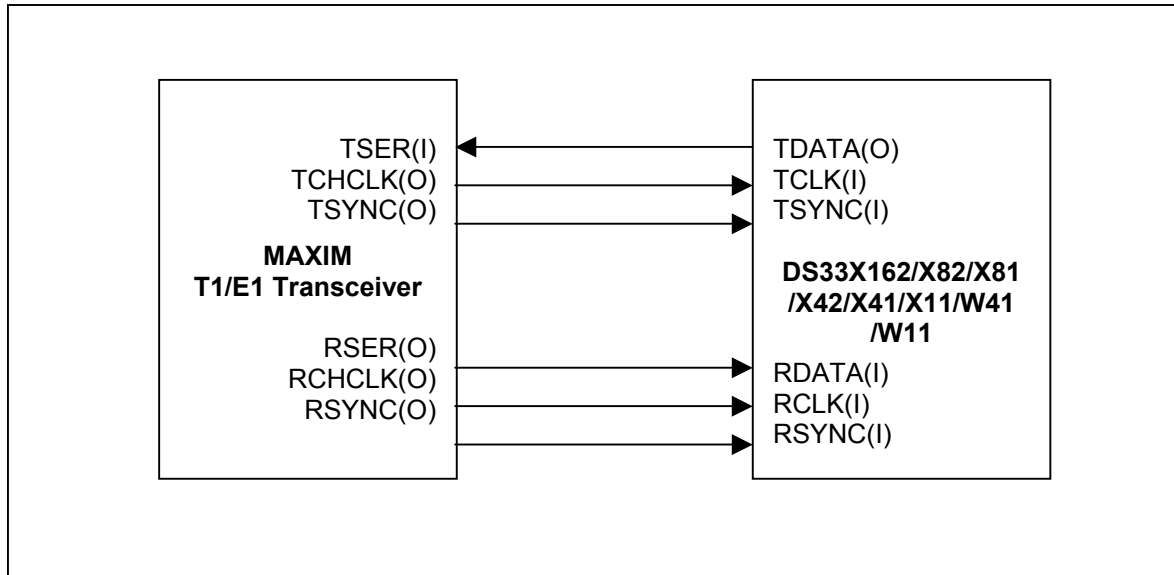 TSER(I)
TCHCLK(O)
TSYNC(O)
MAXIM
T1/E1 Transceiver
RSER(O)
RCHCLK(O)
RSYNC(O)
TDATA(O)
TCLK(I)
TSYNC(I)
DS33X162/X82/X81
/X42/X41/X11/W41
/W11
RDATA(I)
RCLK(I)
RSYNC(I)